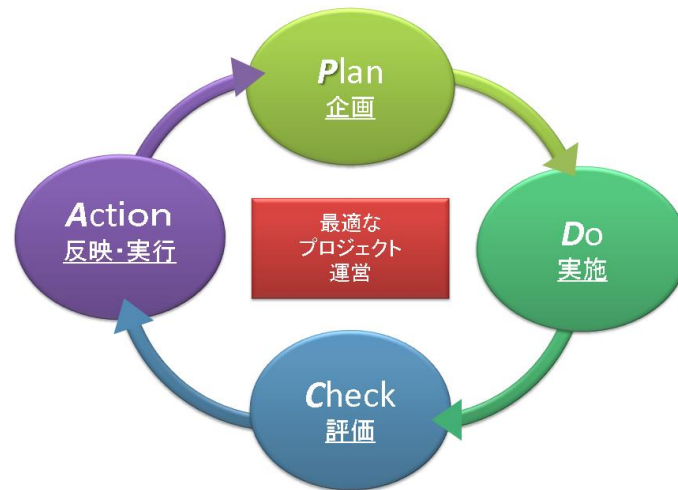 Plan
企画
Do
実施
Check
評価
Action
反映・実行
最適な
プロジェクト
運営